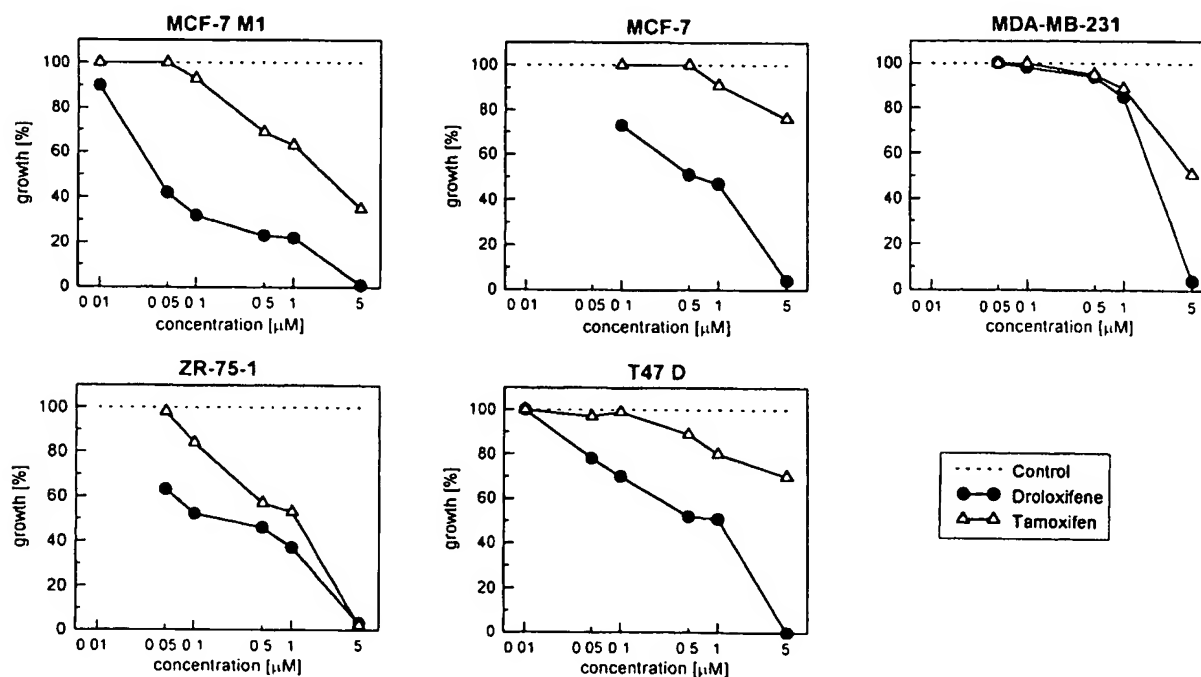 MCF-7 M1
growth [%]
100
80
60
40
20
0
0 01 0 05 0 1 0 5 1 5
concentration [μM]
MCF-7
growth [%]
100
80
60
40
20
0
0 01 0 05 0 1 0 5 1 5
concentration [μM]
MDA-MB-231
growth [%]
100
80
60
40
20
0
0 01 0 05 0 1 0 5 1 5
concentration [μM]
ZR-75-1
growth [%]
100
80
60
40
20
0
0 01 0 05 0 1 0 5 1 5
concentration [μM]
T47 D
growth [%]
100
80
60
40
20
0
0 01 0 05 0 1 0 5 1 5
concentration [μM]
Control
Droloxifene
Tamoxifen